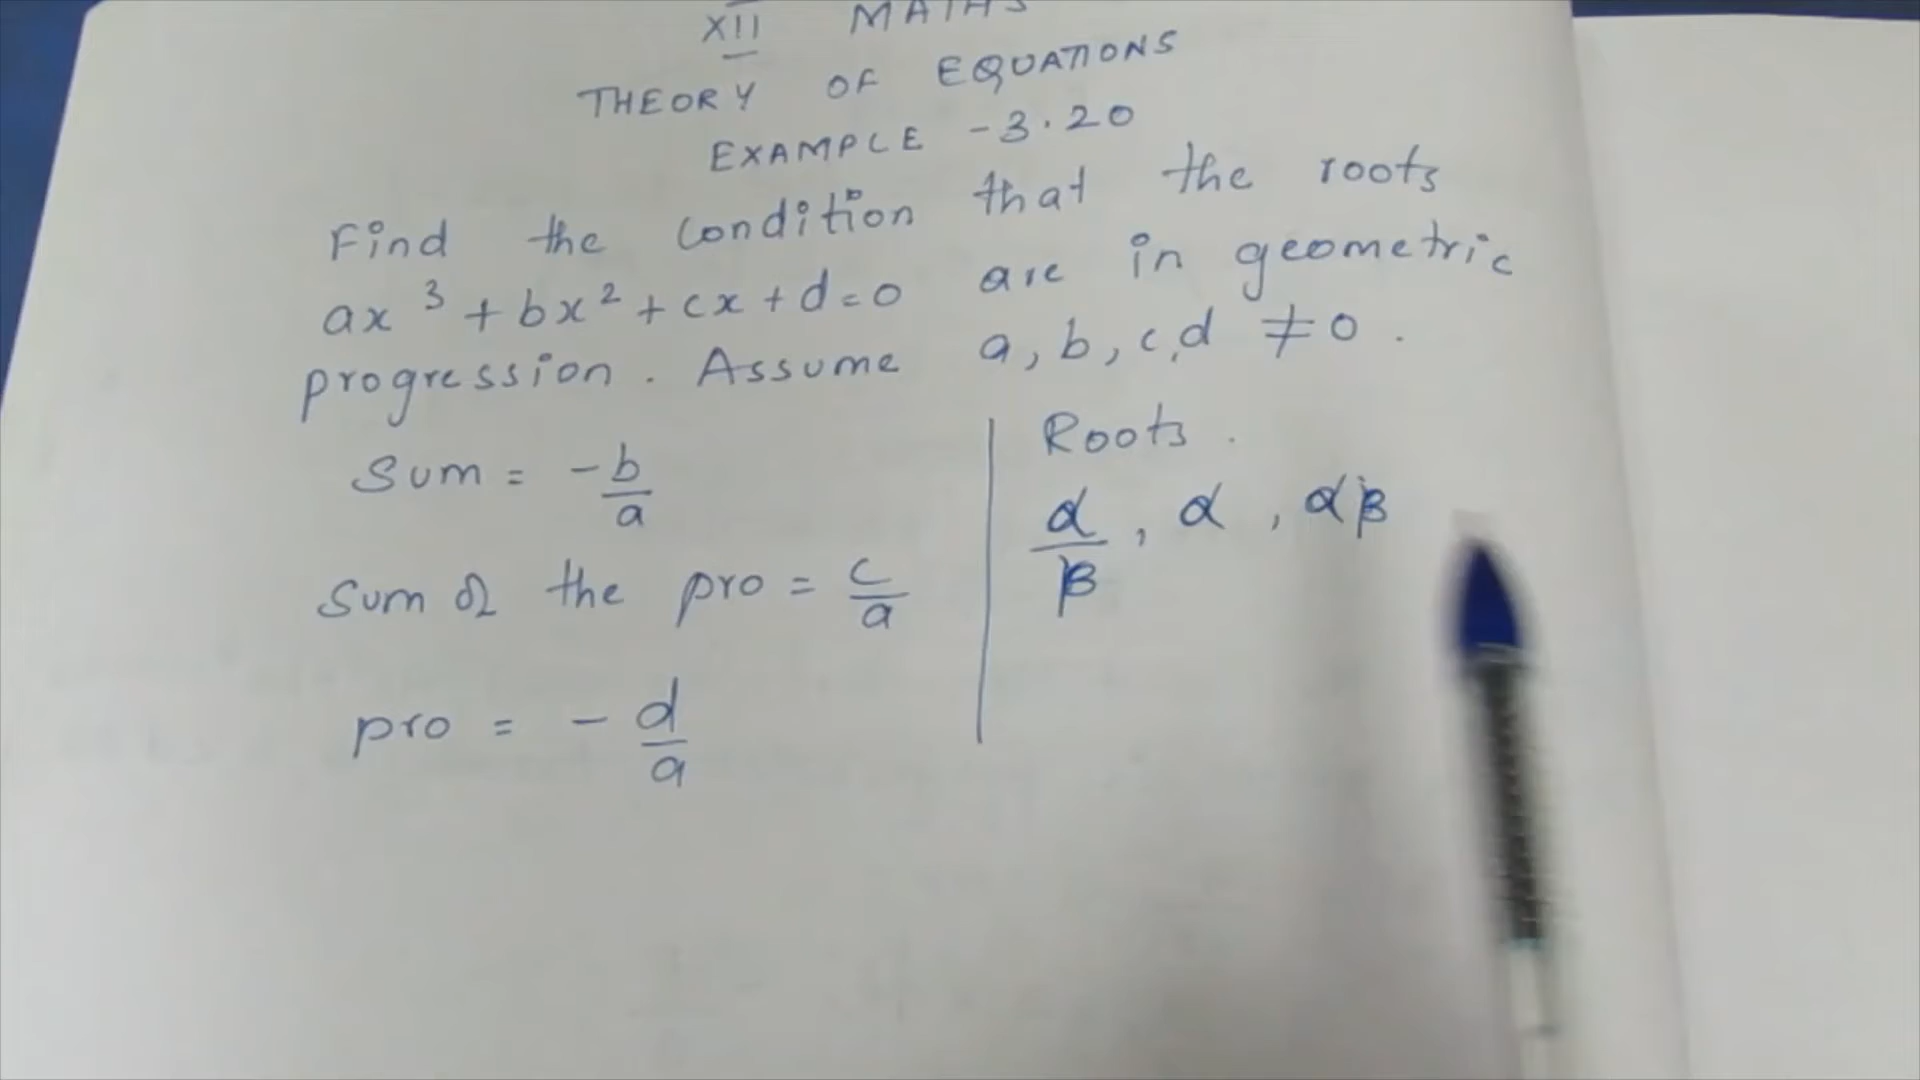 XII MATHS
THEORY OF EQUATIONS
EXAMPLE - 3.20
Find the condition that the roots
ax³ + bx² + cx + d = 0 are in geometric
progression. Assume a, b, c, d ≠ 0.
Sum = -b/a
Sum of the pro = c/a
pro = - d/a
Roots.
α/β, α, αβ